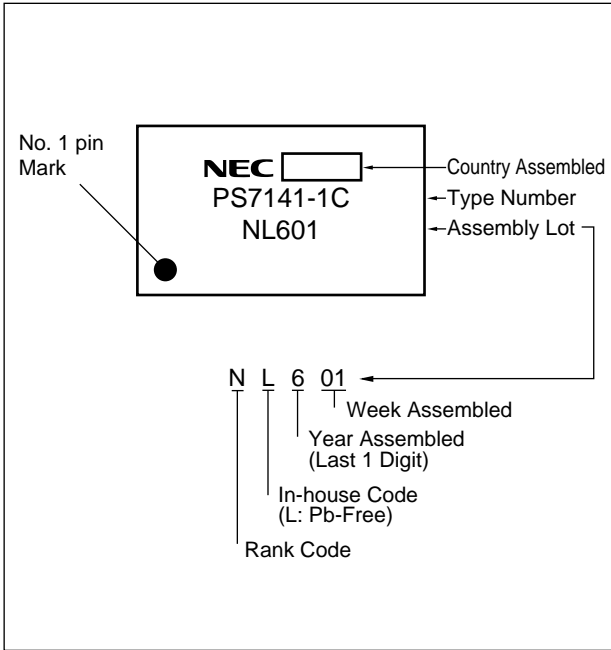 No. 1 pin
Mark
NEC
Country Assembled
PS7141-1C
Type Number
NL601
Assembly Lot
N L 6 01
Week Assembled
Year Assembled
(Last 1 Digit)
In-house Code
(L: Pb-Free)
Rank Code